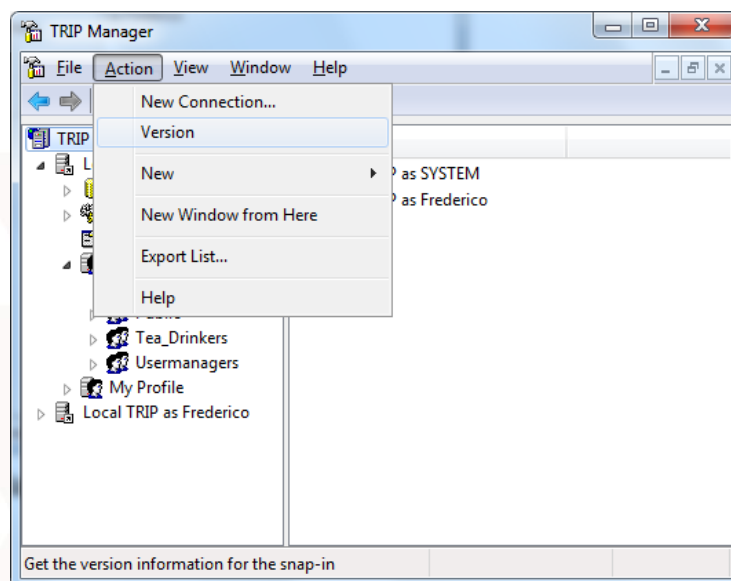 TRIP Manager
File Action View Window Help
New Connection...
TRIP
Version
L
New
as SYSTEM
as Frederico
New Window from Here
Export List...
Help
Tea_Drinkers
Usermanagers
My Profile
Local TRIP as Frederico
Get the version information for the snap-in